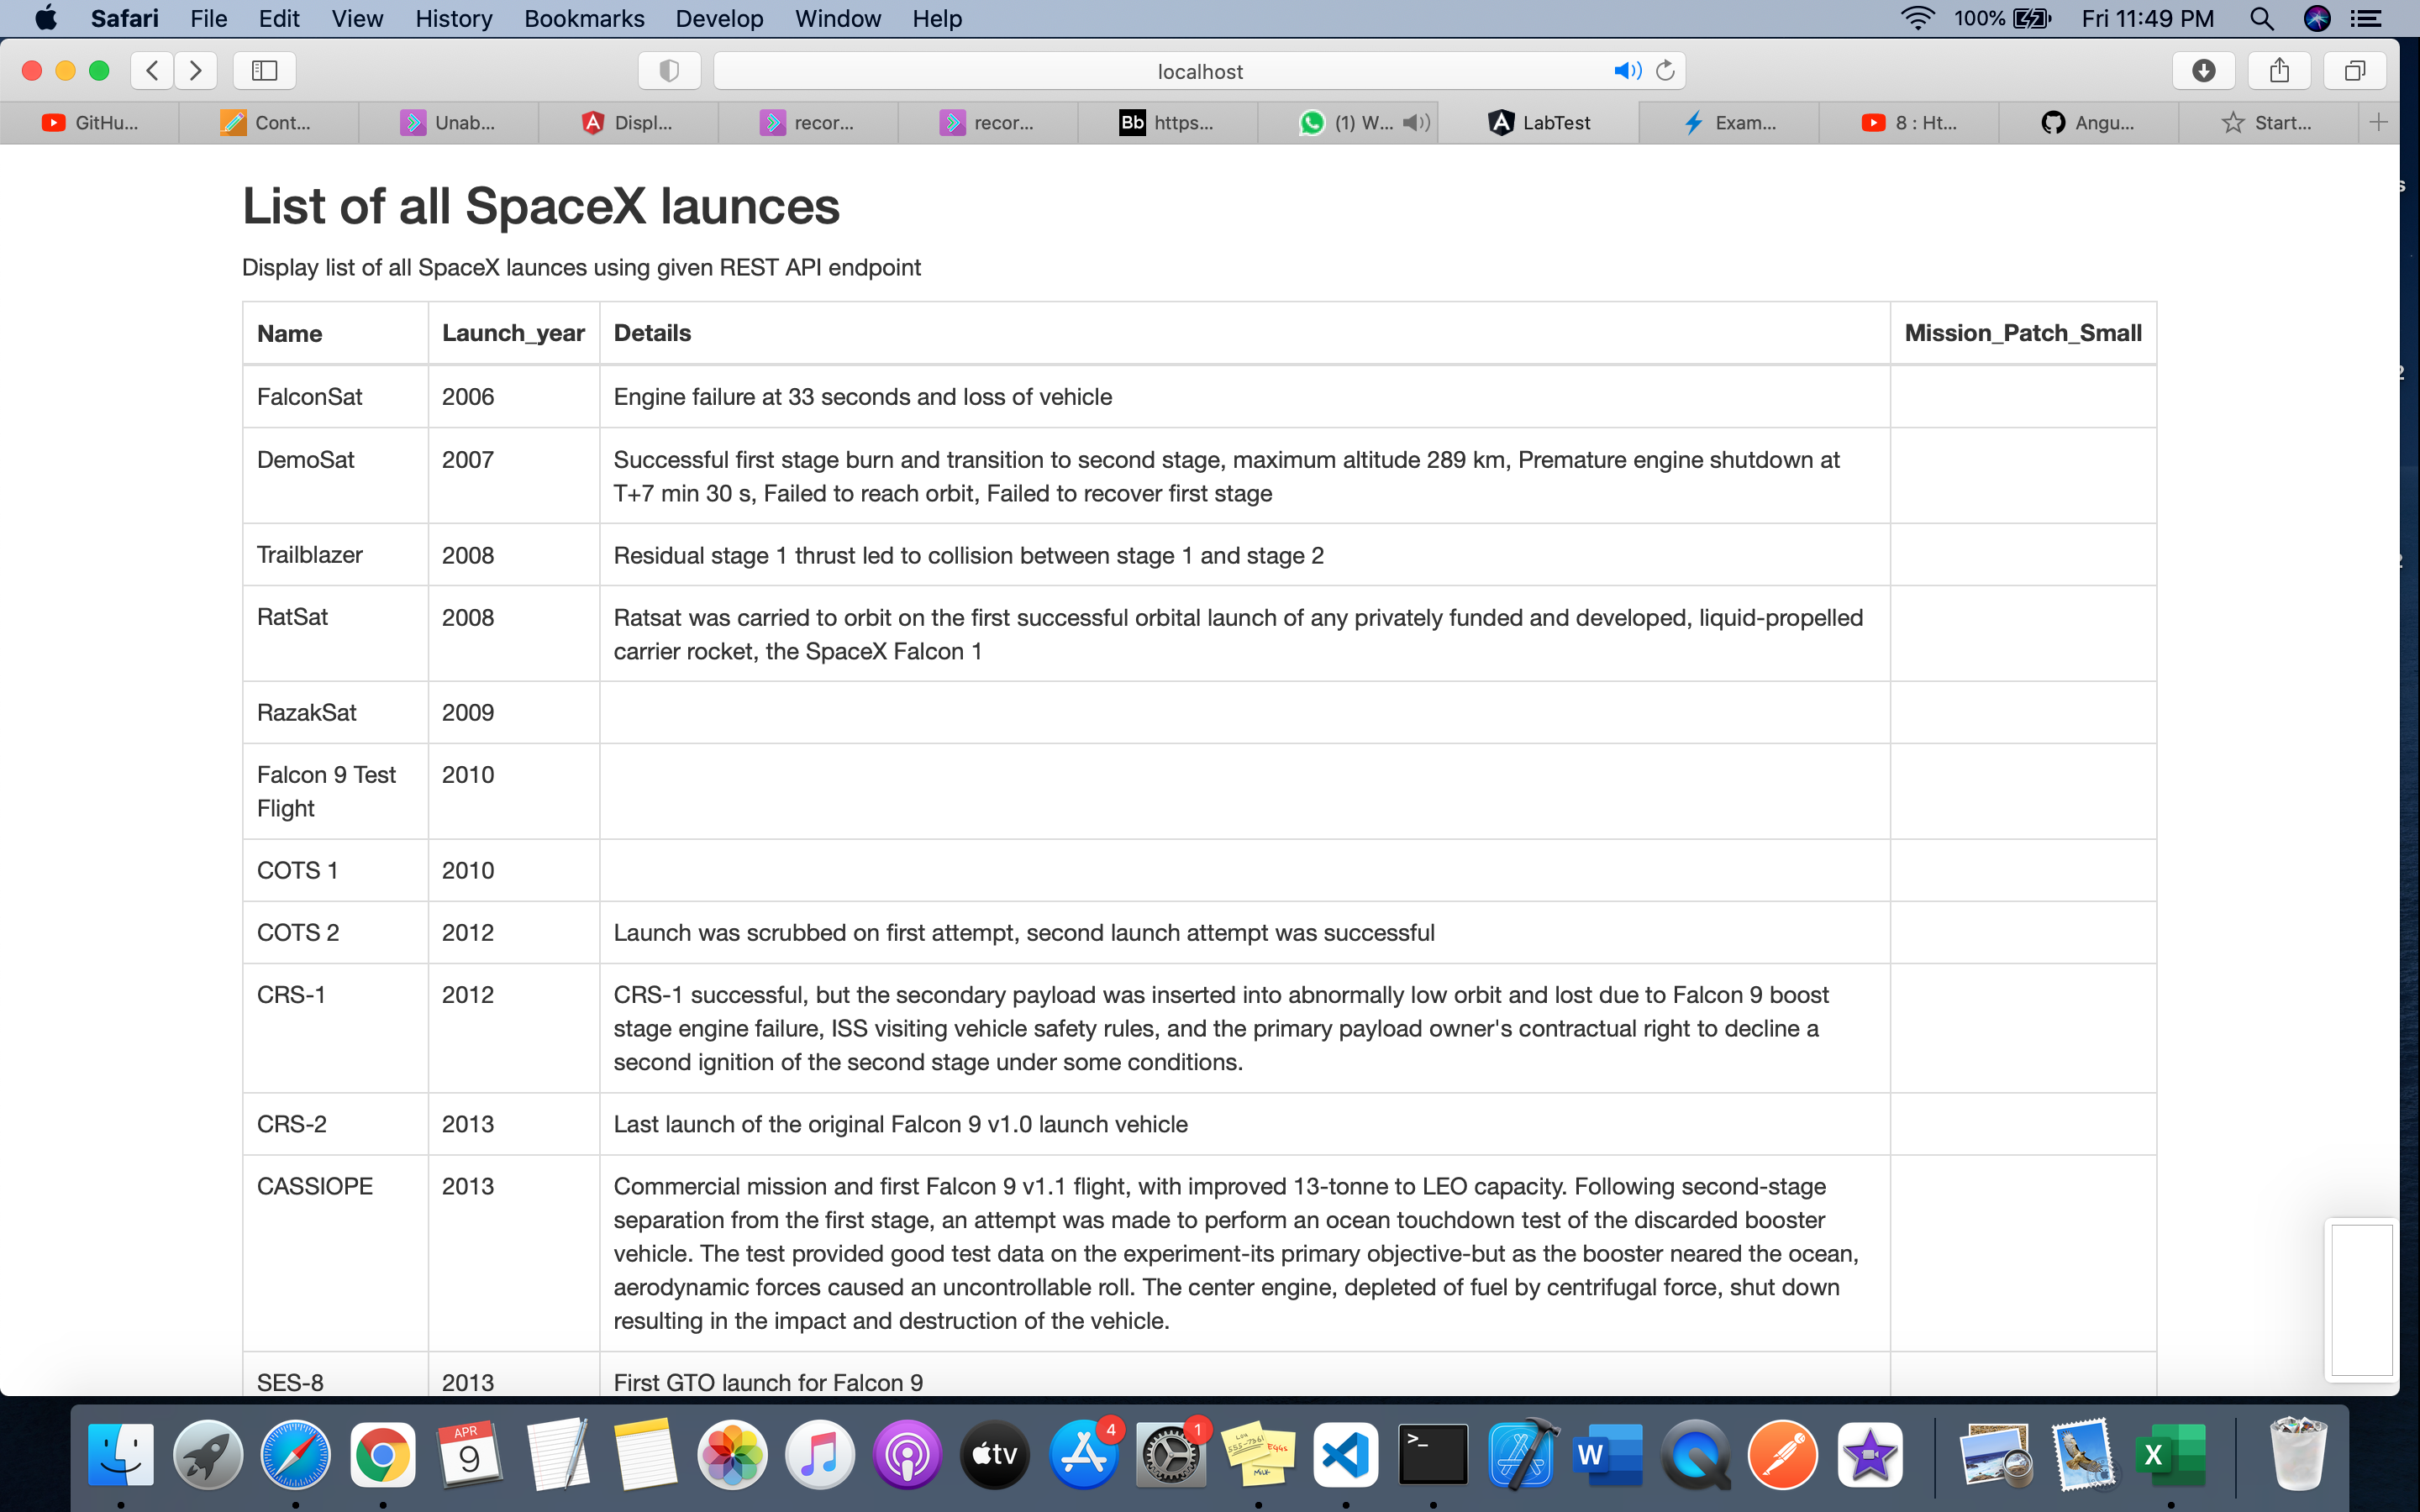 Safari File Edit View History Bookmarks Develop Window Help 100% Fri 11:49 PM
localhost
GitHu... Cont... Unab... Displ... recor... recor... Bb https... (1) W... LabTest Exam... 8 : Ht... Angu... Start...
List of all SpaceX launces
Display list of all SpaceX launces using given REST API endpoint
Name Launch_year Details Mission_Patch_Small
FalconSat 2006 Engine failure at 33 seconds and loss of vehicle
DemoSat 2007 Successful first stage burn and transition to second stage, maximum altitude 289 km, Premature engine shutdown at
T+7 min 30 s, Failed to reach orbit, Failed to recover first stage
Trailblazer 2008 Residual stage 1 thrust led to collision between stage 1 and stage 2
RatSat 2008 Ratsat was carried to orbit on the first successful orbital launch of any privately funded and developed, liquid-propelled
carrier rocket, the SpaceX Falcon 1
RazakSat 2009
Falcon 9 Test 2010
Flight
COTS 1 2010
COTS 2 2012 Launch was scrubbed on first attempt, second launch attempt was successful
CRS-1 2012 CRS-1 successful, but the secondary payload was inserted into abnormally low orbit and lost due to Falcon 9 boost
stage engine failure, ISS visiting vehicle safety rules, and the primary payload owner's contractual right to decline a
second ignition of the second stage under some conditions.
CRS-2 2013 Last launch of the original Falcon 9 v1.0 launch vehicle
CASSIOPE 2013 Commercial mission and first Falcon 9 v1.1 flight, with improved 13-tonne to LEO capacity. Following second-stage
separation from the first stage, an attempt was made to perform an ocean touchdown test of the discarded booster
vehicle. The test provided good test data on the experiment-its primary objective-but as the booster neared the ocean,
aerodynamic forces caused an uncontrollable roll. The center engine, depleted of fuel by centrifugal force, shut down
resulting in the impact and destruction of the vehicle.
SES-8 2013 First GTO launch for Falcon 9
APR 9 tv 4 1 W X